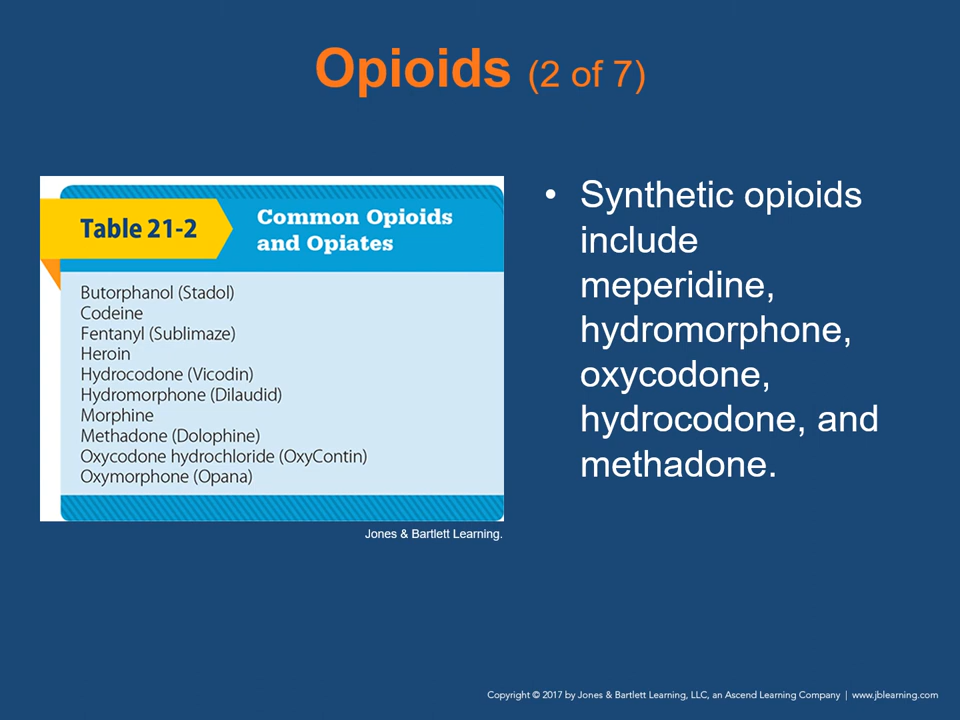 Opioids (2 of 7)
Table 21-2
Common Opioids
and Opiates
Butorphanol (Stadol)
Codeine
Fentanyl (Sublimaze)
Heroin
Hydrocodone (Vicodin)
Hydromorphone (Dilaudid)
Morphine
Methadone (Dolophine)
Oxycodone hydrochloride (OxyContin)
Oxymorphone (Opana)
Jones & Bartlett Learning.
• Synthetic opioids
include
meperidine,
hydromorphone,
oxycodone,
hydrocodone, and
methadone.
Copyright © 2017 by Jones & Bartlett Learning, LLC, an Ascend Learning Company | www.jblearning.com